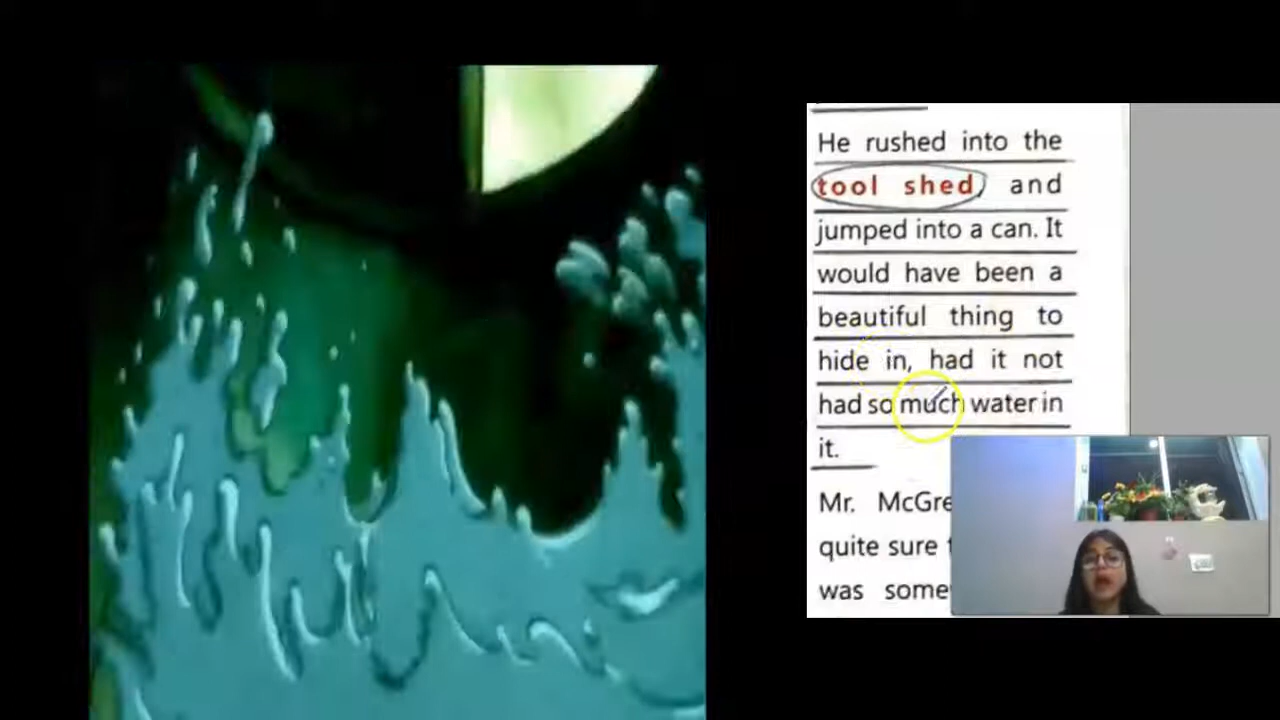 He rushed into the
tool shed, and
jumped into a can. It
would have been a
beautiful thing to
hide in, had it not
had so much water in
it.
Mr. McGre
quite sure
was some